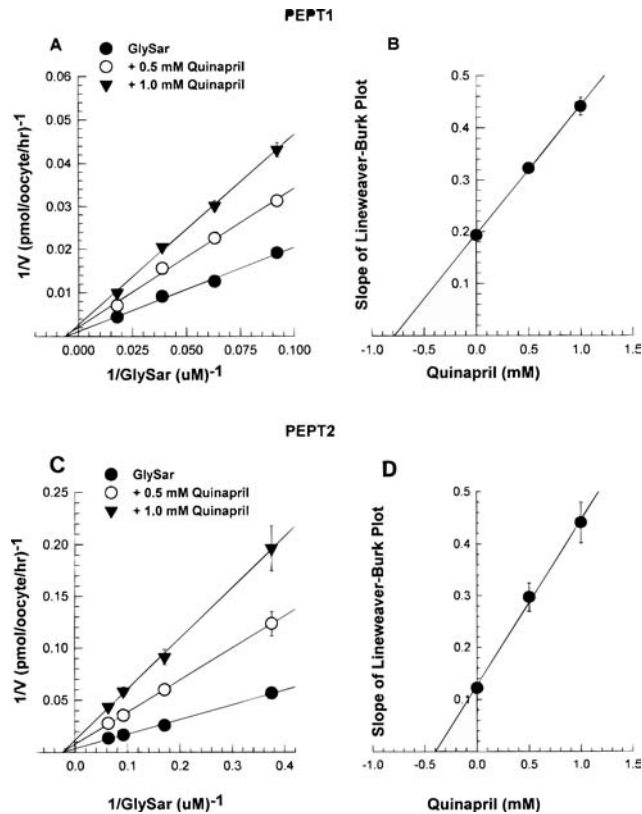 PEPT1
A
GlySar
+ 0.5 mM Quinapril
+ 1.0 mM Quinapril
1/V (pmol/oocyte/hr)-1
0.06
0.05
0.04
0.03
0.02
0.01
0.000 0.025 0.050 0.075 0.100
1/GlySar (uM)-1
B
Slope of Lineweaver-Burk Plot
0.5
0.4
0.3
0.2
0.1
-1.0 -0.5 0.0 0.5 1.0 1.5
Quinapril (mM)
PEPT2
C
GlySar
+ 0.5 mM Quinapril
+ 1.0 mM Quinapril
1/V (pmol/oocyte/hr)-1
0.25
0.20
0.15
0.10
0.05
0.0 0.1 0.2 0.3 0.4
1/GlySar (uM)-1
D
Slope of Lineweaver-Burk Plot
0.5
0.4
0.3
0.2
0.1
-1.0 -0.5 0.0 0.5 1.0 1.5
Quinapril (mM)